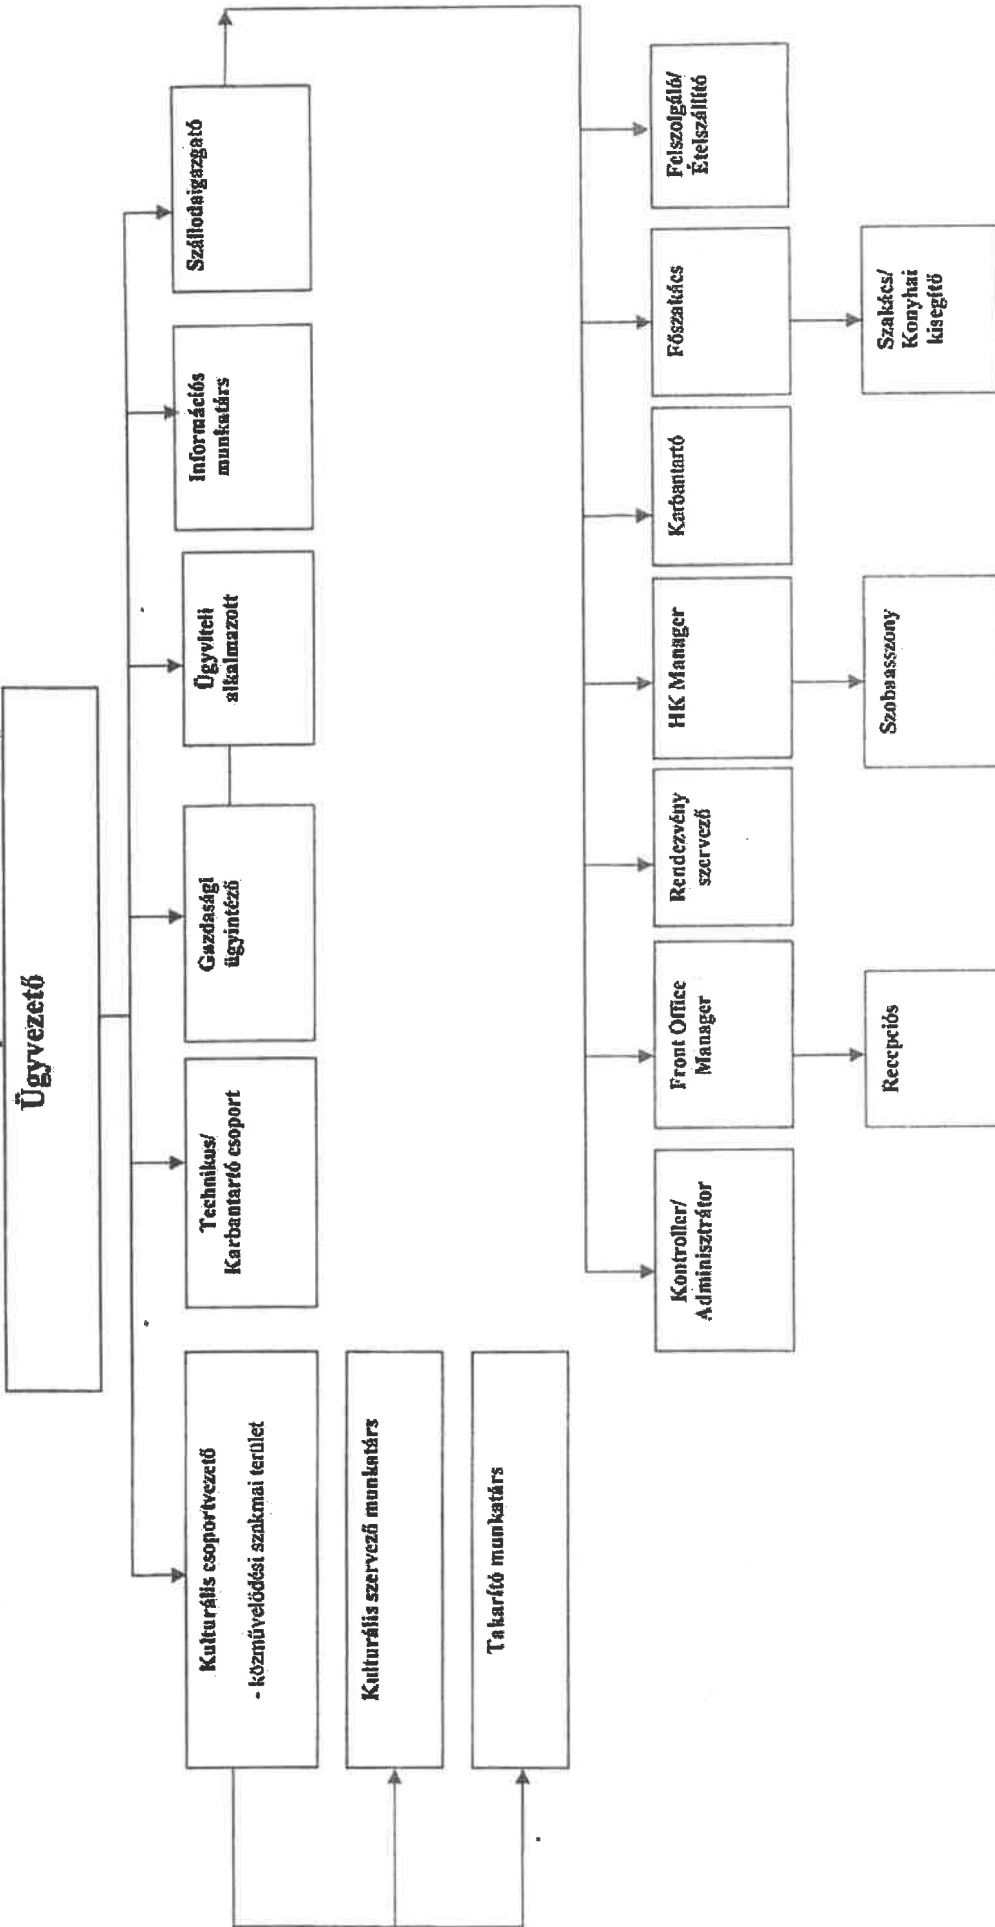 Ügyvezető
Kulturális csoportvezető
- közművelődési szakmai terület
Kulturális szervező munkatárs
Takarító munkatárs
Technikus/
Karbantartó csoport
Gazdasági
ügyintéző
Ügyviteli
alkalmazott
Információs
munkatárs
Szállodaigazgató
Kontroller/
Adminisztrátor
Front Office
Manager
Recepciós
Rendezvény
szervező
HK Manager
Szobaasszony
Karbantartó
Főszakács
Szakács/
Konyhai
kisegítő
Felszolgáló/
Ételszállító